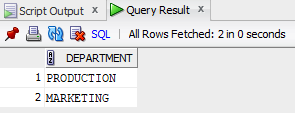 Script Output x Query Result x
SQL | All Rows Fetched: 2 in 0 seconds
DEPARTMENT
1 PRODUCTION
2 MARKETING